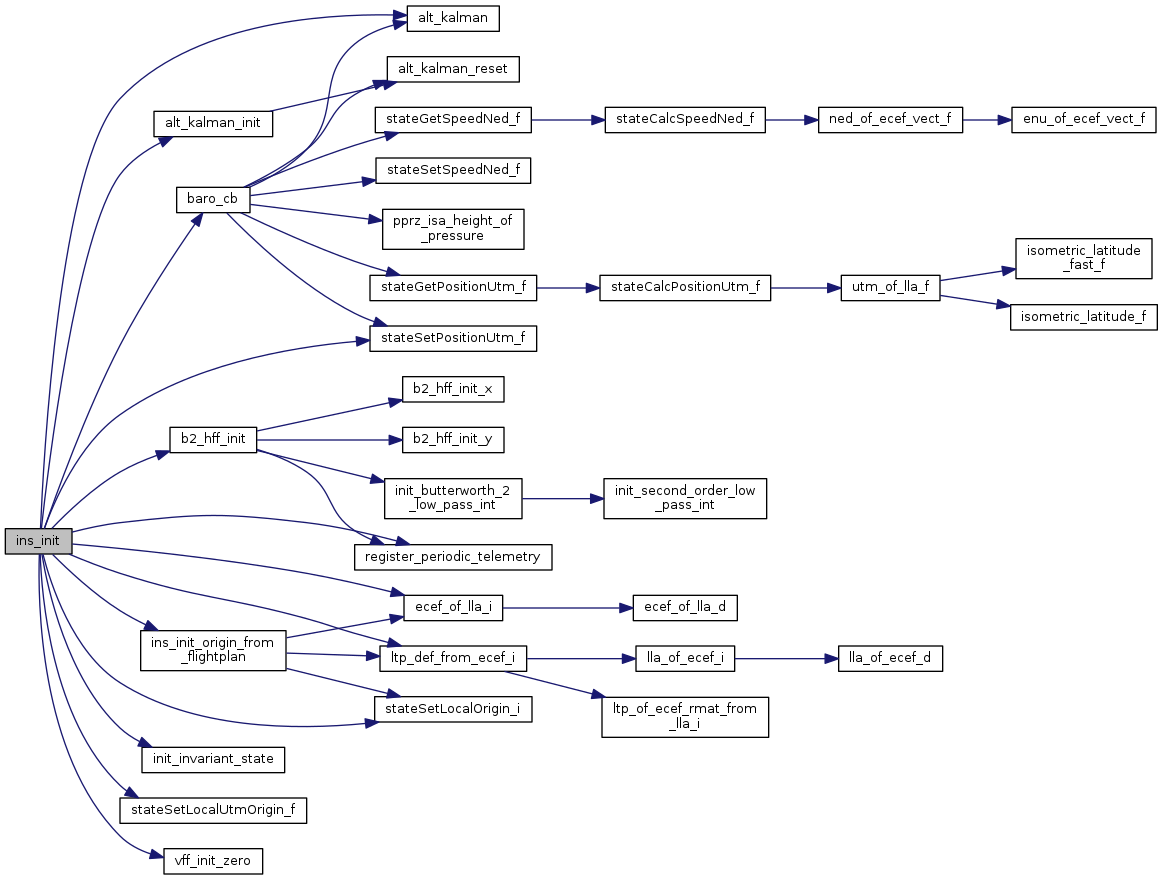 alt_kalman
alt_kalman_reset
alt_kalman_init
stateGetSpeedNed_f
stateCalcSpeedNed_f
ned_of_ecef_vect_f
enu_of_ecef_vect_f
stateSetSpeedNed_f
baro_cb
pprz_isa_height_of
_pressure
isometric_latitude
_fast_f
stateGetPositionUtm_f
stateCalcPositionUtm_f
utm_of_lla_f
isometric_latitude_f
stateSetPositionUtm_f
b2_hff_init_x
b2_hff_init
b2_hff_init_y
init_butterworth_2
_low_pass_int
init_second_order_low
_pass_int
ins_init
register_periodic_telemetry
ecef_of_lla_i
ecef_of_lla_d
ins_init_origin_from
_flightplan
ltp_def_from_ecef_i
lla_of_ecef_i
lla_of_ecef_d
stateSetLocalOrigin_i
ltp_of_ecef_rmat_from
_lla_i
init_invariant_state
stateSetLocalUtmOrigin_f
vff_init_zero